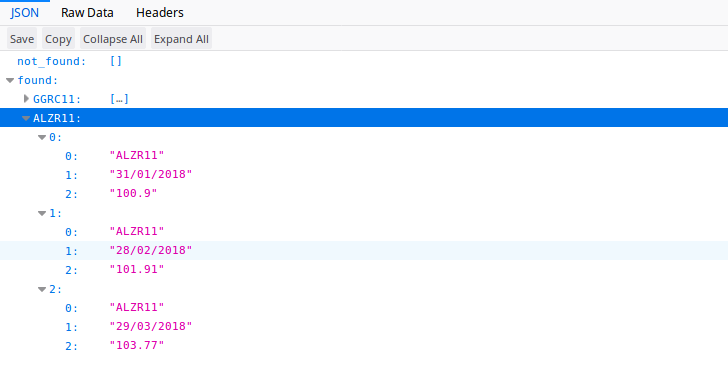 JSON Raw Data Headers
Save Copy Collapse All Expand All
not_found: []
found:
GGRC11: […]
ALZR11:
0:
0: "ALZR11"
1: "31/01/2018"
2: "100.9"
1:
0: "ALZR11"
1: "28/02/2018"
2: "101.91"
2:
0: "ALZR11"
1: "29/03/2018"
2: "103.77"